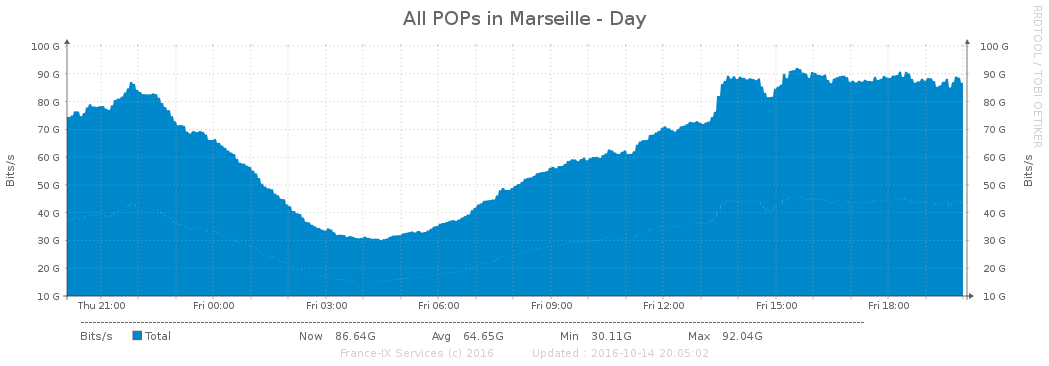 All POPs in Marseille - Day
RRDTOOL / TOBI OETIKER
100 G 100 G
90 G 90 G
80 G 80 G
70 G 70 G
60 G 60 G
50 G 50 G
40 G 40 G
30 G 30 G
20 G 20 G
10 G 10 G
Bits/s
Bits/s
Thu 21:00 Fri 00:00 Fri 03:00 Fri 06:00 Fri 09:00 Fri 12:00 Fri 15:00 Fri 18:00
Bits/s Total Now 86.64G Avg 64.65G Min 30.11G Max 92.04G
France-IX Services (c) 2016 Updated : 2016-10-14 20:05:02